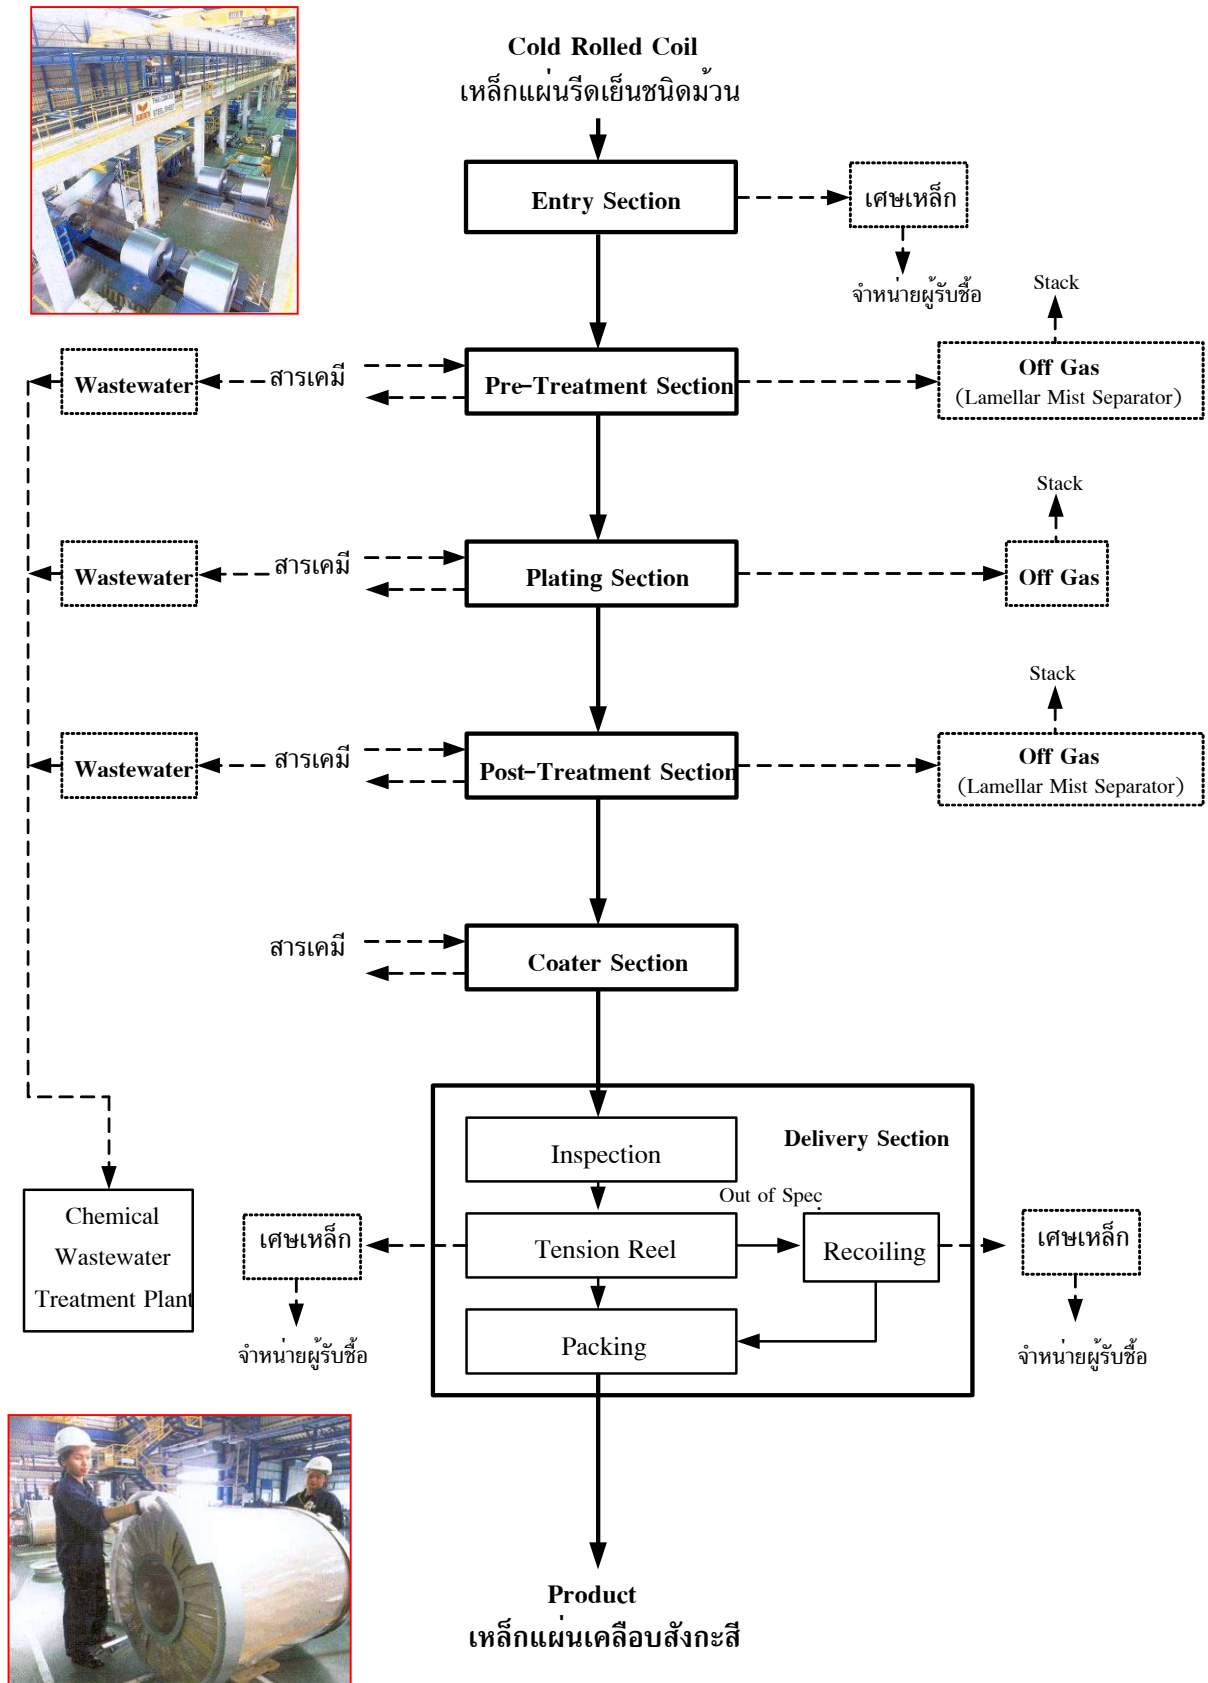 Cold Rolled Coil
เหล็กแผ่นรีดเย็นชนิดม้วน
Entry Section
เศษเหล็ก
จำหน่ายผู้รับซื้อ
Stack
Wastewater
สารเคมี
Pre-Treatment Section
Off Gas
(Lamellar Mist Separator)
Stack
Wastewater
สารเคมี
Plating Section
Off Gas
Stack
Wastewater
สารเคมี
Post-Treatment Section
Off Gas
(Lamellar Mist Separator)
สารเคมี
Coater Section
Delivery Section
Inspection
Out of Spec
Chemical
Wastewater
Treatment Plant
เศษเหล็ก
Tension Reel
Recoiling
เศษเหล็ก
จำหน่ายผู้รับซื้อ
Packing
จำหน่ายผู้รับซื้อ
Product
เหล็กแผ่นเคลือบสังกะสี